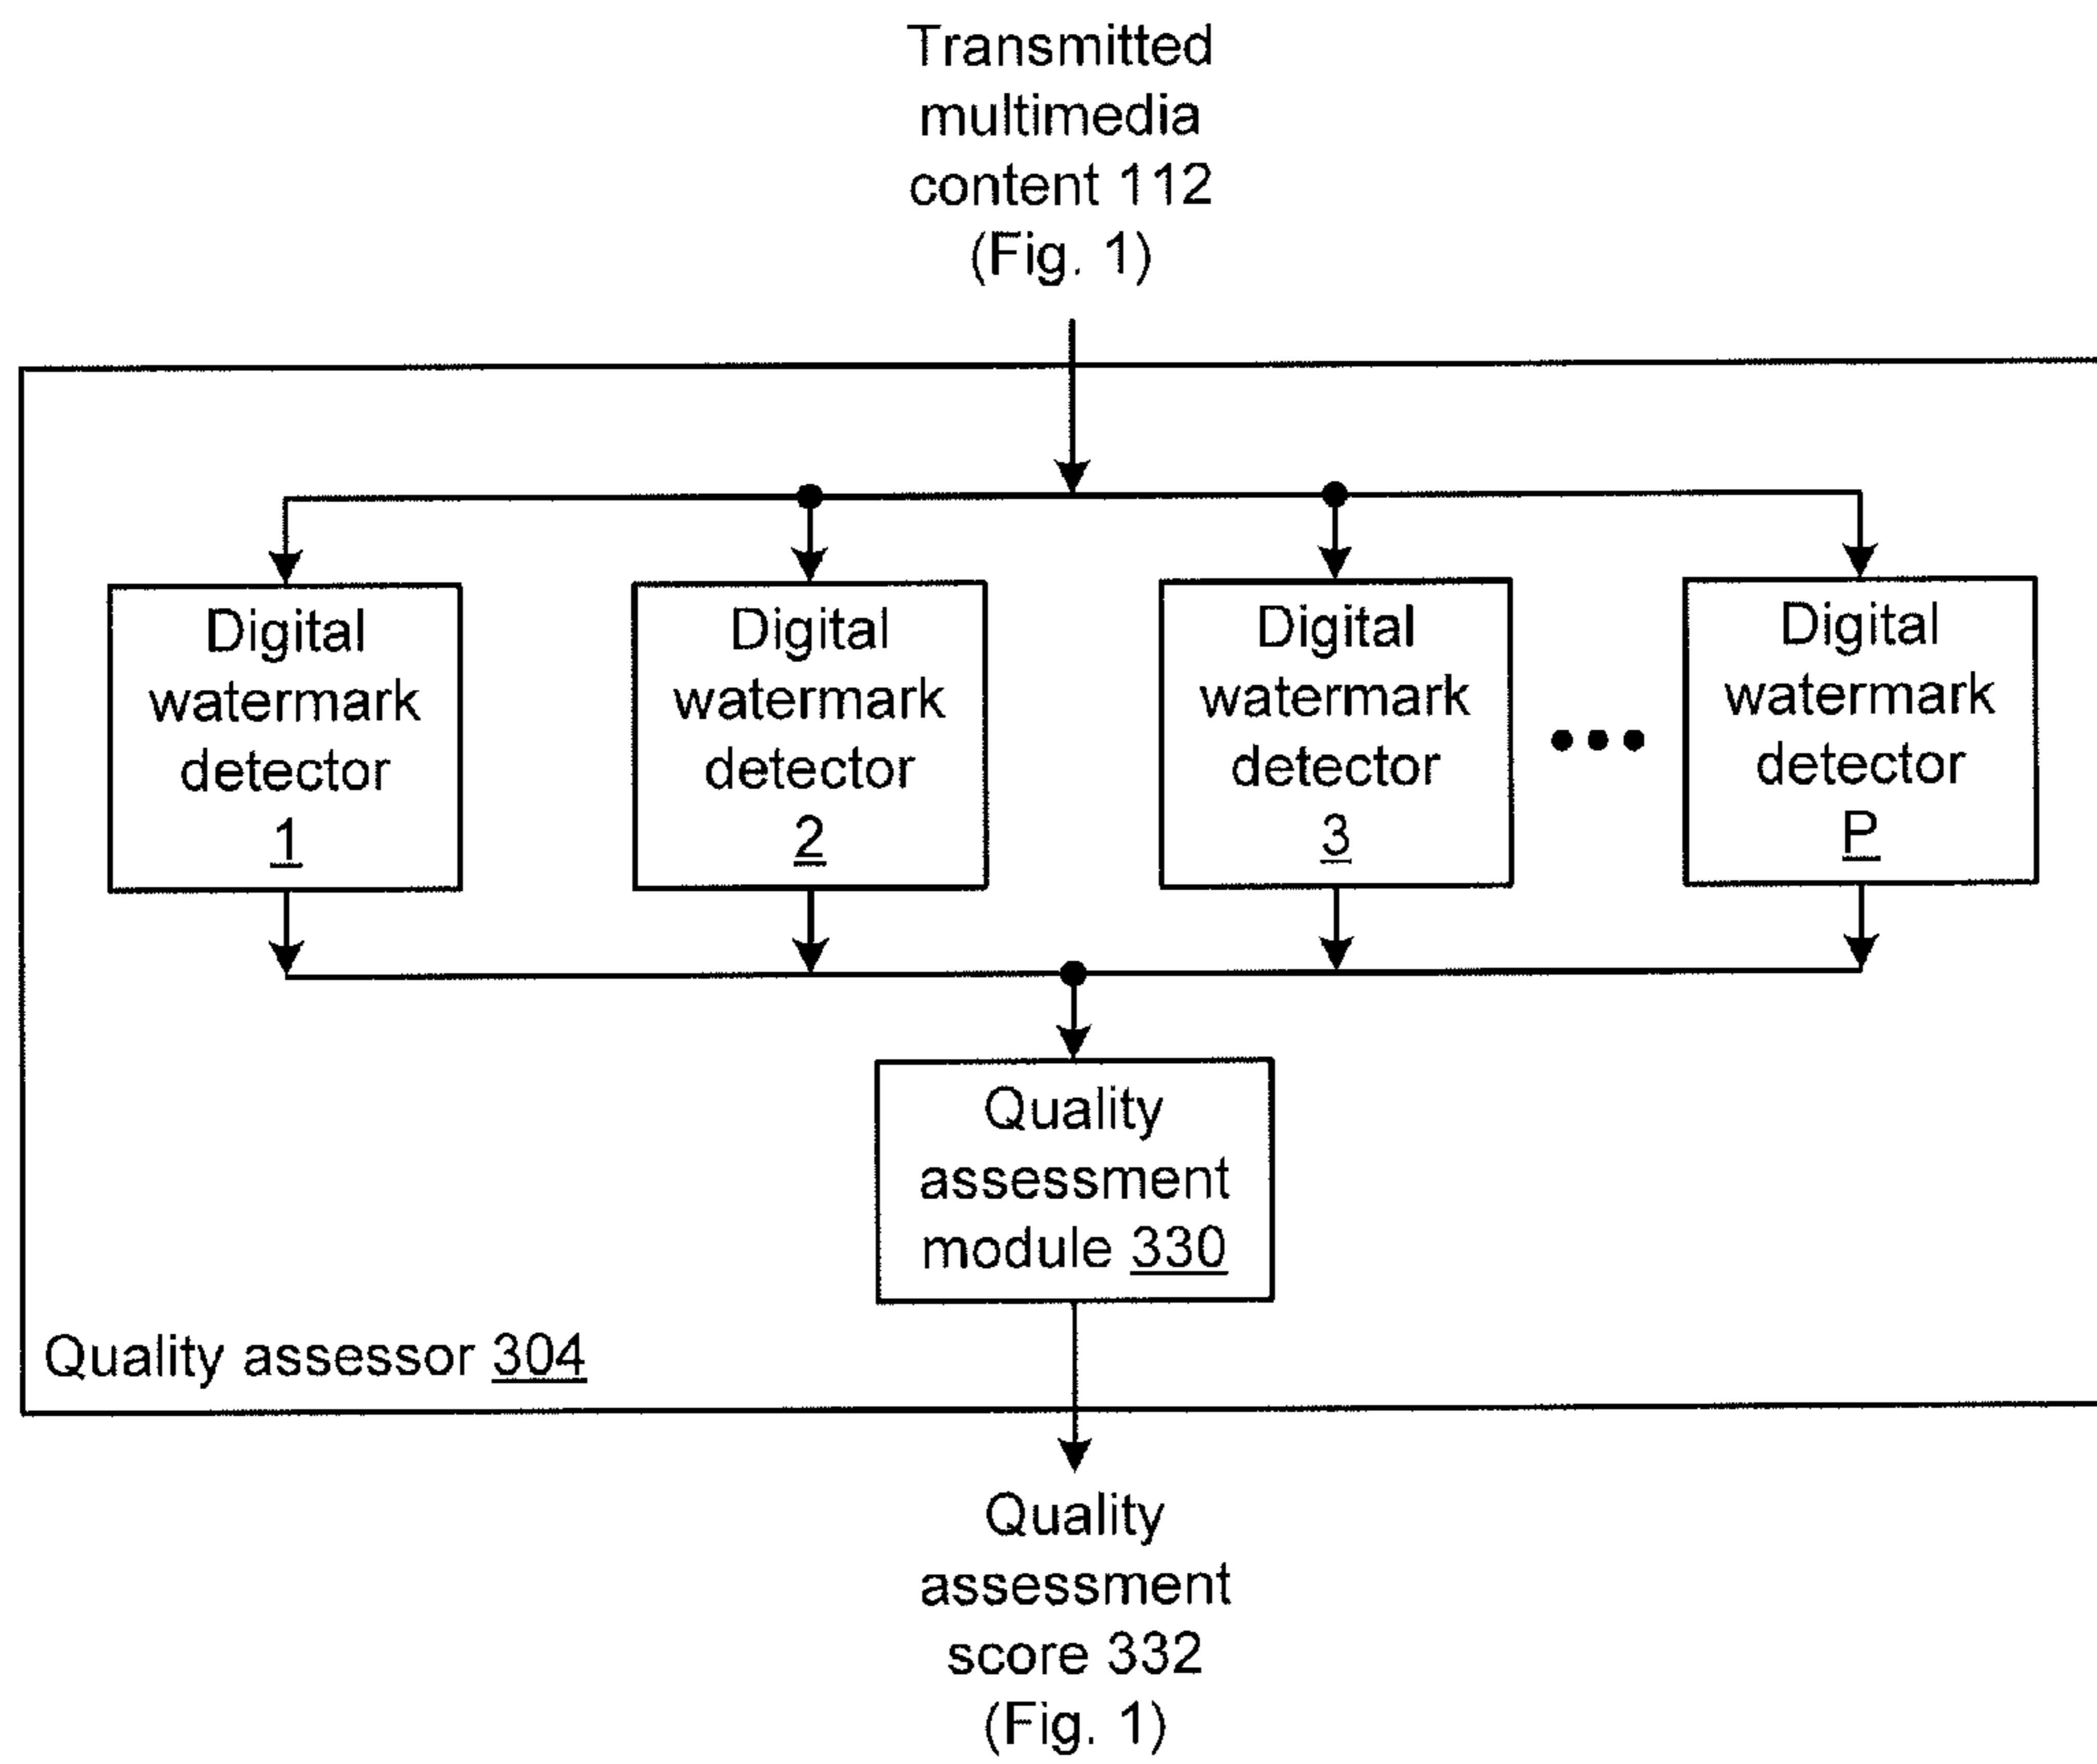 Transmitted
multimedia
content 112
(Fig. 1)
Digital
watermark
detector
1
Digital
watermark
detector
2
Digital
watermark
detector
3
Digital
watermark
detector
P
Quality
assessment
module 330
Quality assessor 304
Quality
assessment
score 332
(Fig. 1)